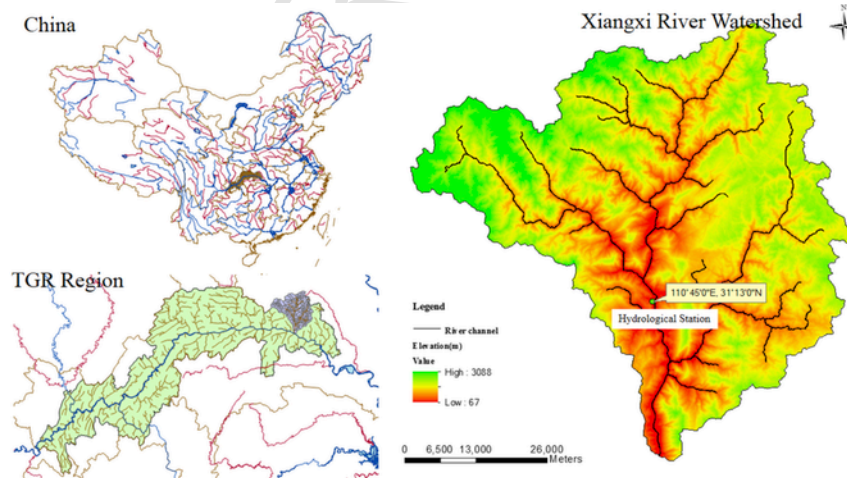 China
Xiangxi River Watershed
N
TGR Region
110°45'0"E, 31°13'0"N
Hydrological Station
Legend
River channel
Elevation(m)
Value
High : 3088
Low : 67
0 6,500 13,000 26,000
Meters